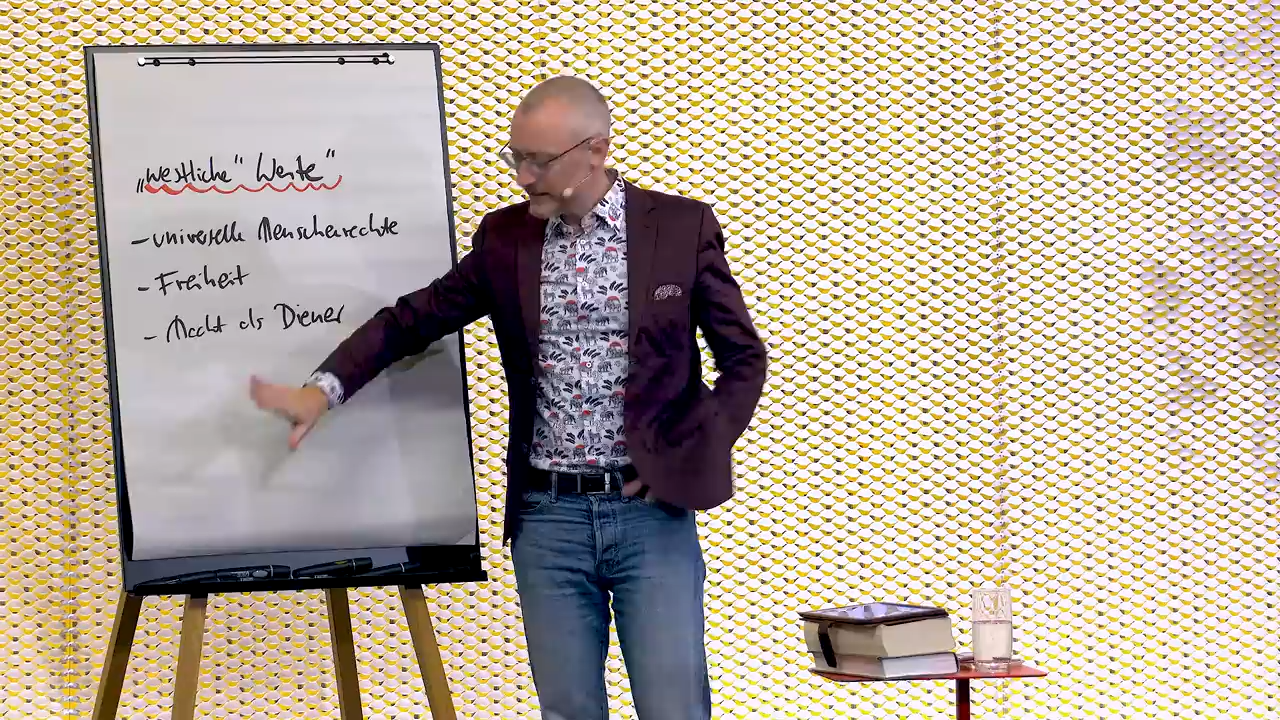 „westliche“ Werte“
- universelle Menschenrechte
- Freiheit
- Macht als Diener